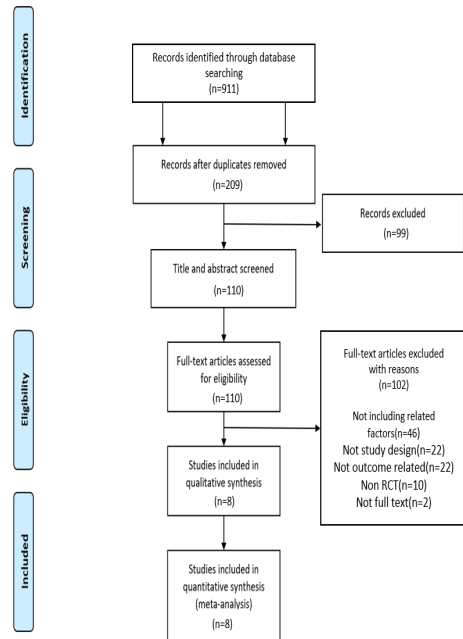 Identification
Records identified through database
searching
(n=911)
Records after duplicates removed
(n=209)
Screening
Records excluded
(n=99)
Title and abstract screened
(n=110)
Eligibility
Full-text articles assessed
for eligibility
(n=110)
Full-text articles excluded
with reasons
(n=102)
Not including related
factors(n=46)
Not study design(n=22)
Not outcome related(n=22)
Non RCT(n=10)
Not full text(n=2)
Studies included in
qualitative synthesis
(n=8)
Included
Studies included in
quantitative synthesis
(meta-analysis)
(n=8)